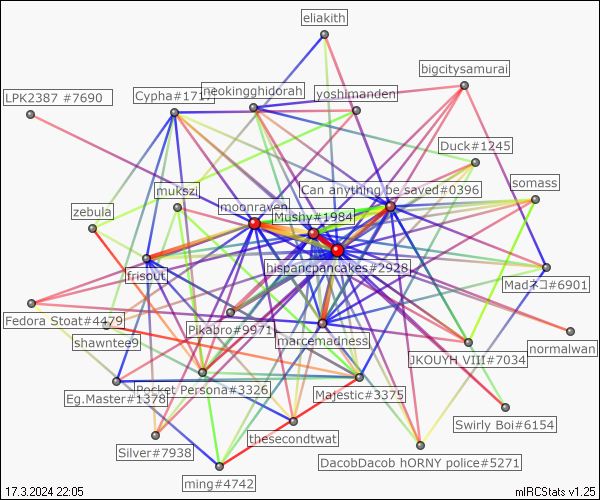 eliakith
bigcitysamurai
LPK2387 #7690
Cypha#1717
neokingghidorah
yoshimanden
Duck#1245
mukszi
Can anything be saved#0396
somass
zebula
moonraven
Mushy#1984
frisout
hispancpancakes#2928
Madネコ#6901
Fedora Stoat#4479
Pikabro#9971
shawntee9
marcemadness
normalwan
JKOUYH VIII#7034
Eg.Master#1378
Pocket Persona#3326
Majestic#3375
Swirly Boi#6154
Silver#7938
thesecondtwat
DacobDacob hORNY police#5271
ming#4742
17.3.2024 22:05
mIRCStats v1.25